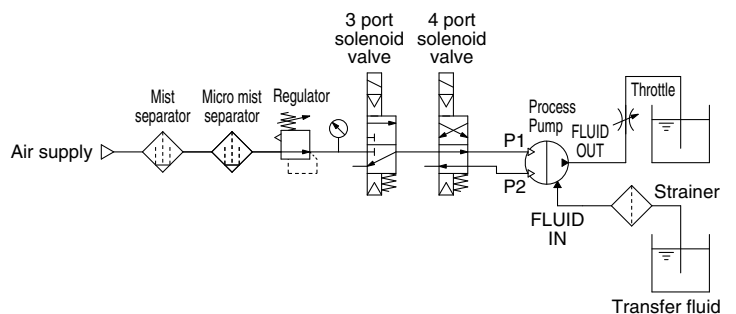 3 port
solenoid
valve
4 port
solenoid
valve
Mist
separator
Micro mist
separator
Regulator
Process
Pump
Throttle
FLUID
OUT
Air supply
P1
P2
FLUID
IN
Strainer
Transfer fluid